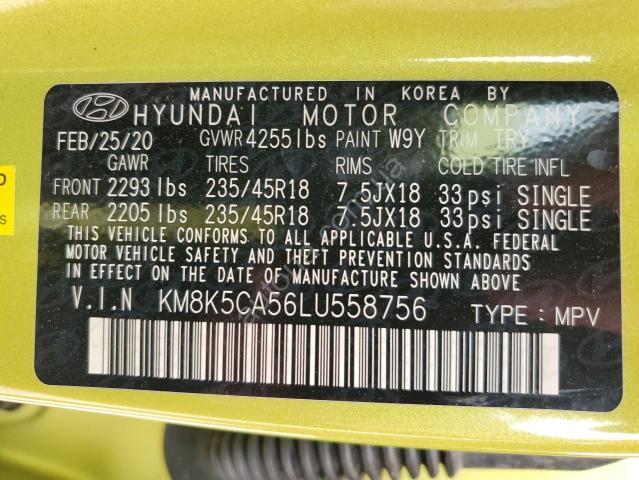 MANUFACTURED IN KOREA BY
HYUNDAI MOTOR COMPANY
FEB/25/20 GVWR 4255lbs PAINT W9Y TRIM TRY
GAWR TIRES RIMS COLD TIRE INFL
FRONT 2293 lbs 235/45R18 7.5JX18 33psi SINGLE
REAR 2205 lbs 235/45R18 7.5JX18 33psi SINGLE
THIS VEHICLE CONFORMS TO ALL APPLICABLE U.S.A. FEDERAL
MOTOR VEHICLE SAFETY AND THEFT PREVENTION STANDARDS
IN EFFECT ON THE DATE OF MANUFACTURE SHOWN ABOVE
V.I.N KM8K5CA56LU558756 TYPE: MPV